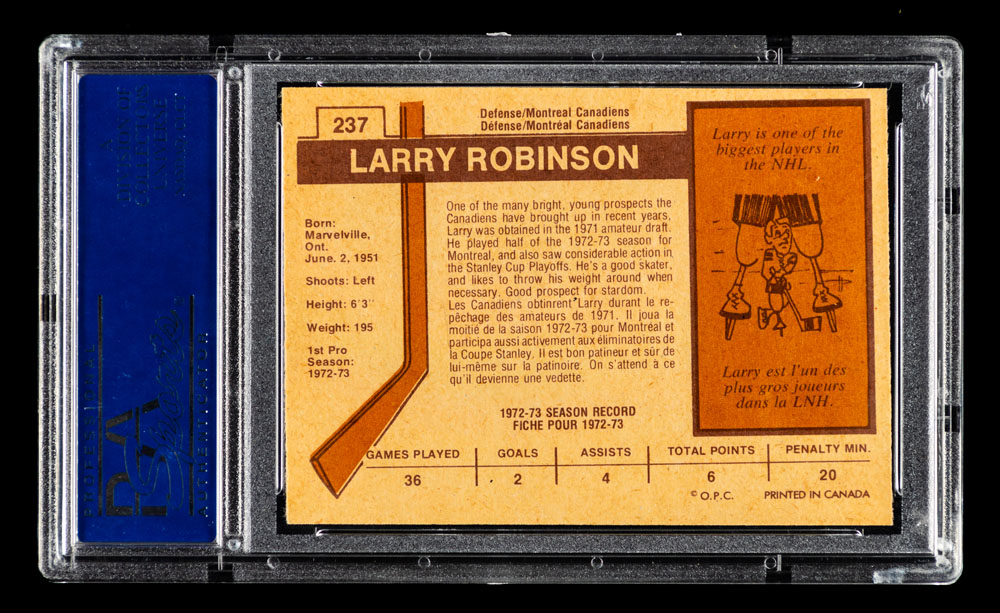 237
Defense/Montreal Canadiens
Défense/Montréal Canadiens
LARRY ROBINSON
Born:
Marvelville,
Ont.
June. 2, 1951
Shoots: Left
Height: 6'3"
Weight: 195
1st Pro
Season:
1972-73
One of the many bright, young prospects the
Canadiens have brought up in recent years,
Larry was obtained in the 1971 amateur draft.
He played half of the 1972-73 season for
Montreal, and also saw considerable action in
the Stanley Cup Playoffs. He's a good skater,
and likes to throw his weight around when
necessary. Good prospect for stardom.
Les Canadiens obtinrent Larry durant le re-
pêchage des amateurs de 1971. Il joua la
moitié de la saison 1972-73 pour Montréal et
participa aussi activement aux éliminatoires de
la Coupe Stanley. Il est bon patineur et sûr de
lui-même sur la patinoire. On s'attend à ce
qu'il devienne une vedette.
Larry is one of the
biggest players in
the NHL.
Larry est l'un des
plus gros joueurs
dans la LNH.
1972-73 SEASON RECORD
FICHE POUR 1972-73
GAMES PLAYED GOALS ASSISTS TOTAL POINTS PENALTY MIN.
36 2 4 6 20
© O.P.C. PRINTED IN CANADA
PSA
PROFESSIONAL
AUTHENTICATOR